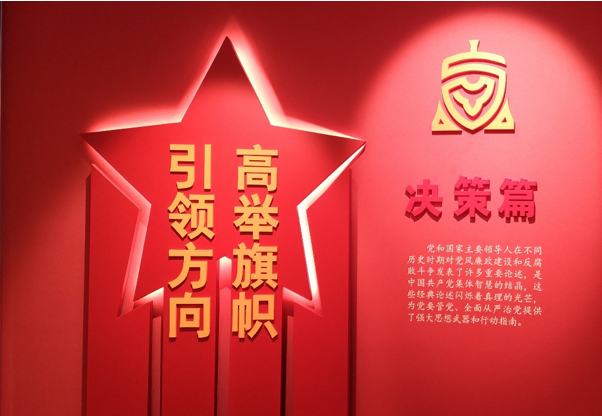 高举旗帜
引领方向
决策篇
党和国家主要领导人在不同
历史时期对党风廉政建设和反腐
败斗争发表了许多重要论述，是
中国共产党集体智慧的结晶，这
些经典论述闪烁着真理的光芒，
为党要管党、全面从严治党提供
了强大思想武器和行动指南。